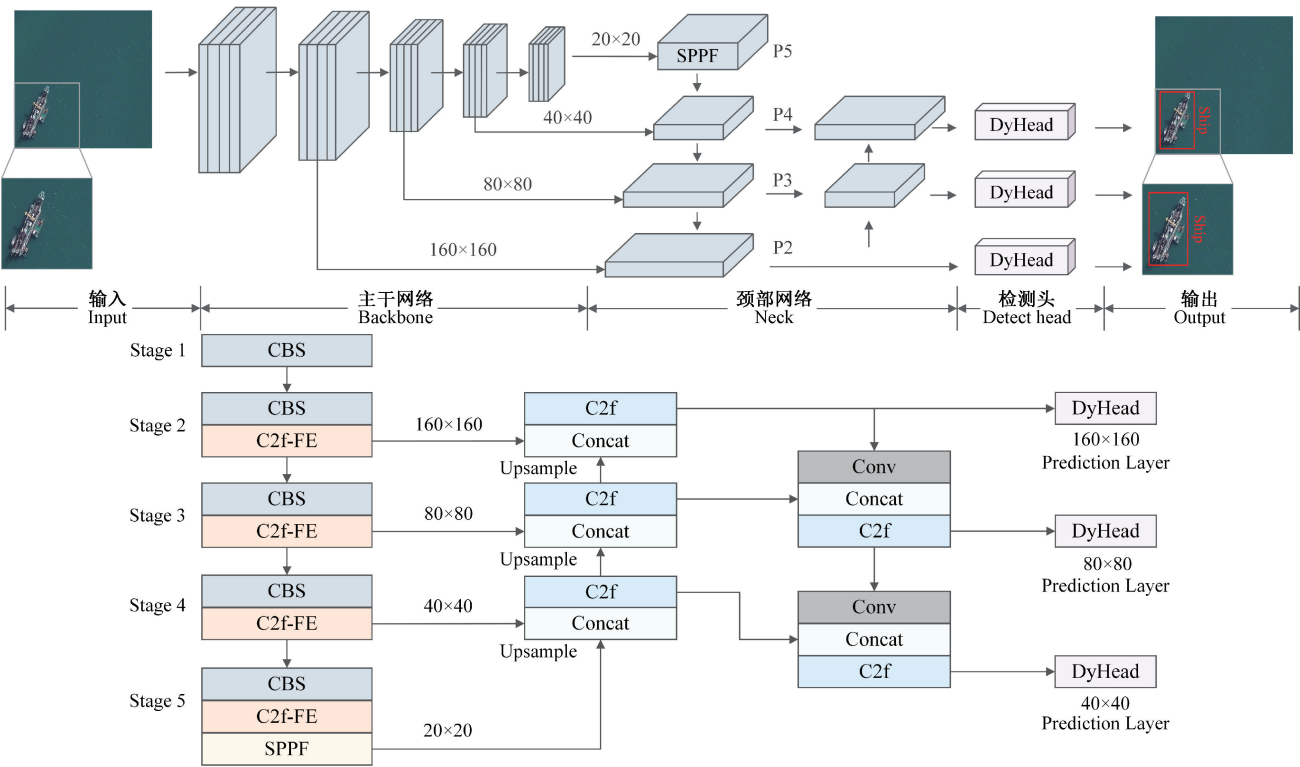 20×20
SPPF
P5
40×40
P4
DyHead
Ship
80×80
P3
DyHead
Ship
160×160
P2
DyHead
输入
Input
主干网络
Backbone
颈部网络
Neck
检测头
Detect head
输出
Output
Stage 1
CBS
Stage 2
CBS
C2f-FE
160×160
C2f
Concat
Upsample
DyHead
160×160
Prediction Layer
Stage 3
CBS
C2f-FE
80×80
C2f
Concat
Upsample
Conv
Concat
C2f
DyHead
80×80
Prediction Layer
Stage 4
CBS
C2f-FE
40×40
C2f
Concat
Upsample
Conv
Concat
C2f
DyHead
40×40
Prediction Layer
Stage 5
CBS
C2f-FE
SPPF
20×20